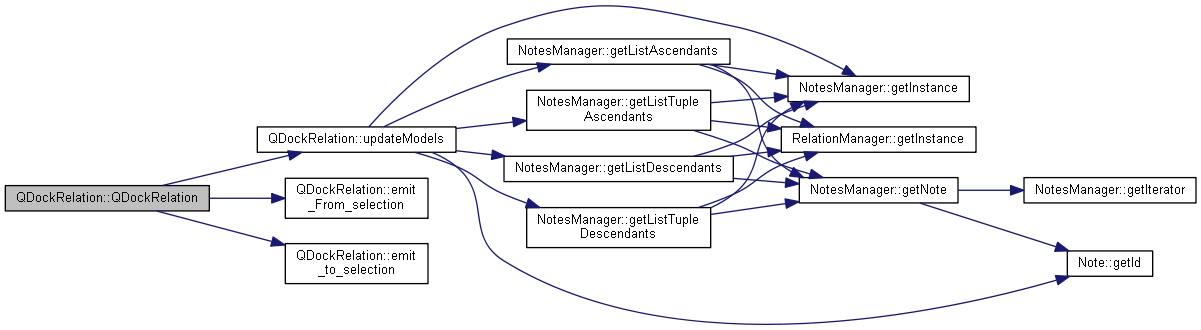 QDockRelation::QDockRelation
QDockRelation::updateModels
QDockRelation::emit
_From_selection
QDockRelation::emit
_to_selection
NotesManager::getListAscendants
NotesManager::getListTuple
Ascendants
NotesManager::getListDescendants
NotesManager::getListTuple
Descendants
NotesManager::getInstance
RelationManager::getInstance
NotesManager::getNote
NotesManager::getIterator
Note::getId